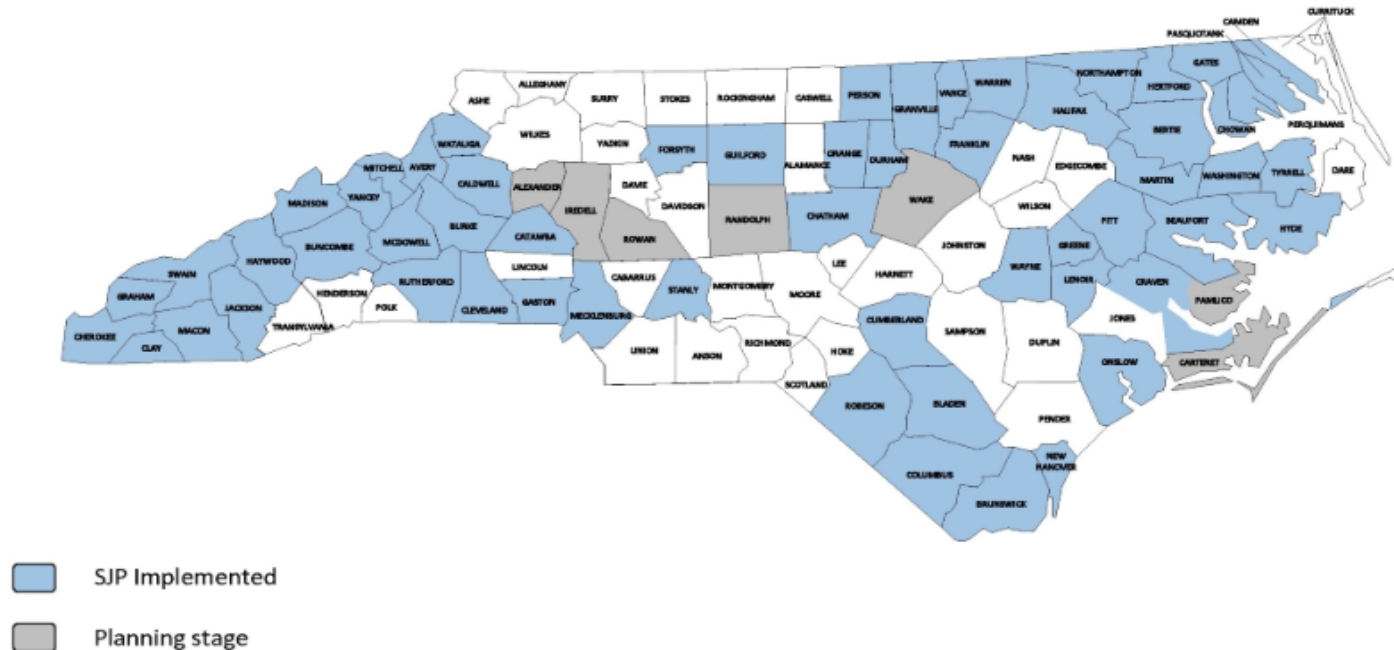 CURRITUCK
CAMDEN
PASQUOTANK
GATES
NORTHAMPTON
HERTFORD
ALLEGHANY
ASHE
SURRY
STOKES
ROCKINGHAM
CASWELL
PERSON
GRANVILLE
VANCE
WARREN
HALIFAX
BERTIE
CHOWAN
PERQUIMANS
WILKES
YADKIN
FORSYTH
GUILFORD
ALAMANCE
ORANGE
DURHAM
FRANKLIN
NASH
EDGECOMBE
MARTIN
WASHINGTON
TYRRELL
DARE
WATAUGA
MITCHELL
AVERY
YANCEY
CALDWELL
ALEXANDER
IREDELL
DAVIE
DAVIDSON
RANDOLPH
CHATHAM
WAKE
WILSON
JOHNSTON
PITT
BEAUFORT
HYDE
MADISON
BUNCOMBE
MCDOWELL
BURKE
CATAWBA
ROWAN
LINCOLN
CABARRUS
STANLY
MONTGOMERY
MOORE
LEE
HARNETT
WAYNE
GREENE
LENOIR
CRAVEN
PAMLICO
SWAIN
HAYWOOD
GRAHAM
JACKSON
HENDERSON
RUTHERFORD
POLK
CLEVELAND
GASTON
MECKLENBURG
CHEROKEE
MACON
CLAY
TRANSYLVANIA
UNION
ANSON
RICHMOND
SCOTLAND
HOKE
CUMBERLAND
SAMPSON
DUPLIN
JONES
ONSLOW
CARTERET
ROBESON
BLADEN
PENDER
COLUMBUS
NEW
HANOVER
BRUNSWICK
SJP Implemented
Planning stage